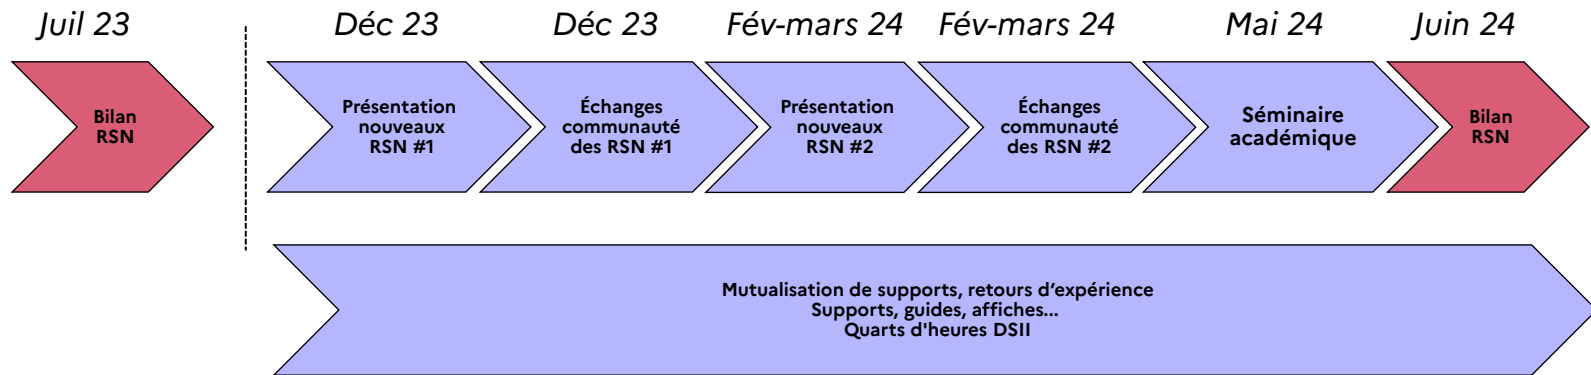 Juil 23
Déc 23
Déc 23
Fév-mars 24
Fév-mars 24
Mai 24
Juin 24
Bilan
RSN
Présentation
nouveaux
RSN #1
Échanges
communauté
des RSN #1
Présentation
nouveaux
RSN #2
Échanges
communauté
des RSN #2
Séminaire
académique
Bilan
RSN
Mutualisation de supports, retours d’expérience
Supports, guides, affiches...
Quarts d'heures DSII